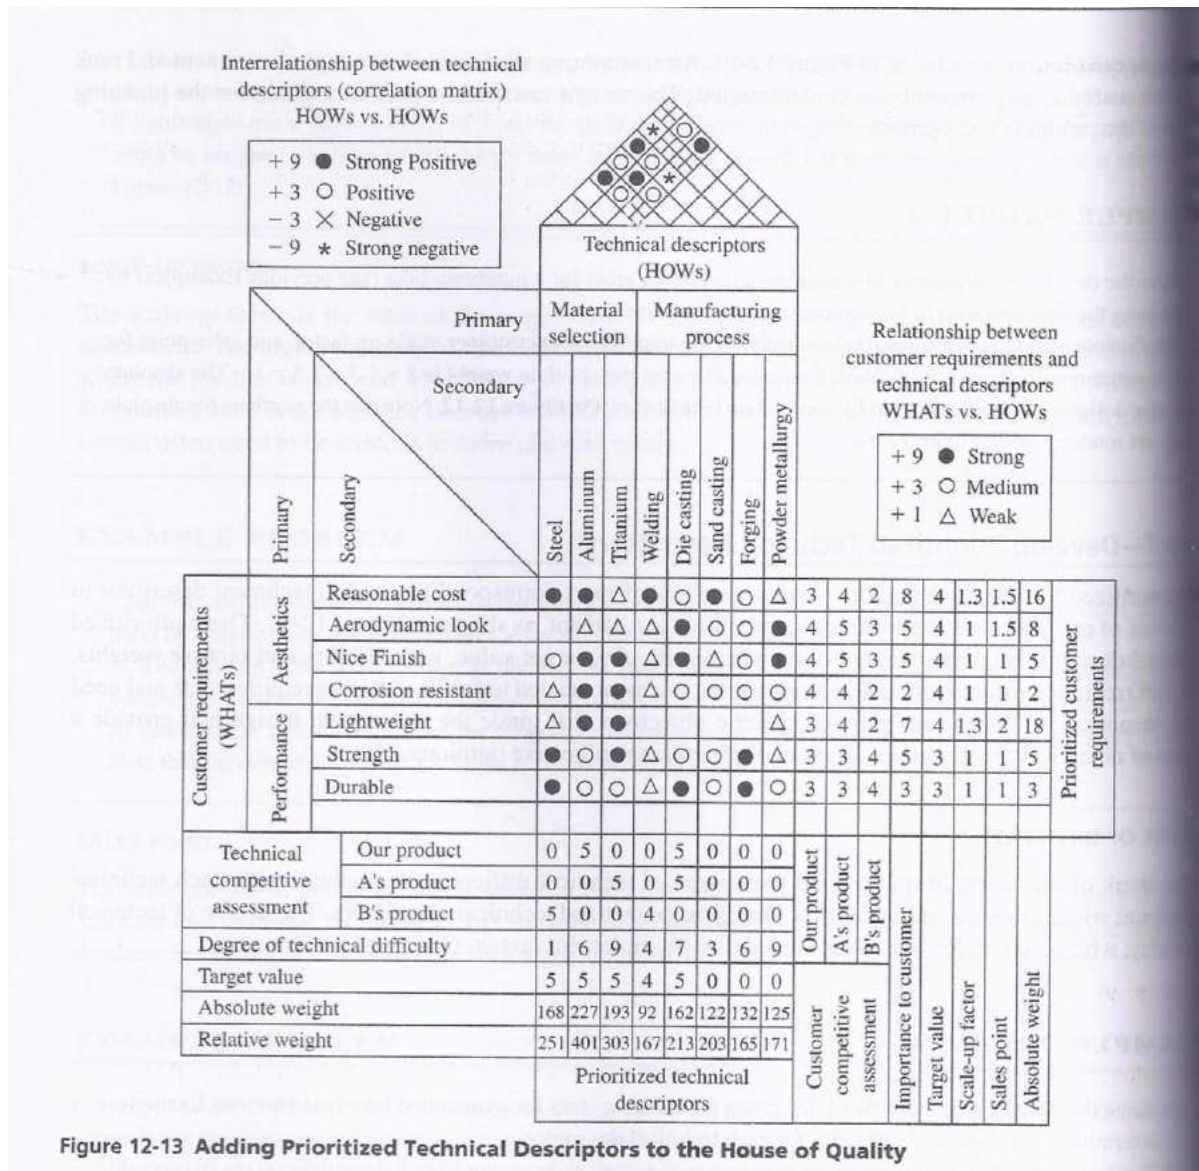 Interrelationship between technical
descriptors (correlation matrix)
HOWs vs. HOWs
+ 9 ● Strong Positive
+ 3 ○ Positive
− 3 ✕ Negative
− 9 * Strong negative
Technical descriptors
(HOWs)
Primary
Material selection
Manufacturing process
Secondary
Relationship between
customer requirements and
technical descriptors
WHATs vs. HOWs
+ 9 ● Strong
+ 3 ○ Medium
+ 1 △ Weak
Primary
Secondary
Steel
Aluminum
Titanium
Welding
Die casting
Sand casting
Forging
Powder metallurgy
Customer requirements
(WHATs)
Aesthetics
Performance
Reasonable cost ● ● △ ● ○ ● ○ △ 3 4 2 8 4 1.3 1.5 16
Aerodynamic look △ △ ● ○ ○ ● 4 5 3 5 4 1 1.5 8
Nice Finish ● ● △ ● △ ○ ● 4 5 3 5 4 1 1 5
Corrosion resistant △ ● ● △ ○ ○ ○ ○ 4 4 2 2 4 1 1 2
Lightweight △ ● ● △ 3 4 2 7 4 1.3 2 18
Strength ● ● △ ○ ○ ● △ 3 3 4 5 3 1 1 5
Durable ● ○ ○ △ ● ○ ● ○ 3 3 4 3 3 1 1 3
Prioritized customer
requirements
Technical
competitive
assessment
Our product 0 5 0 0 5 0 0 0
A's product 0 0 5 0 5 0 0 0
B's product 5 0 0 4 0 0 0 0
Degree of technical difficulty 1 6 4 7 3 6 9
Target value 5 5 5 4 5 0 0 0
Absolute weight 168 227 193 92 162 122 132 125
Relative weight 251 401 303 167 213 203 165 171
Prioritized technical
descriptors
Our product
A's product
B's product
Customer
competitive
assessment
Importance to customer
Target value
Scale-up factor
Sales point
Absolute weight
Figure 12-13 Adding Prioritized Technical Descriptors to the House of Quality